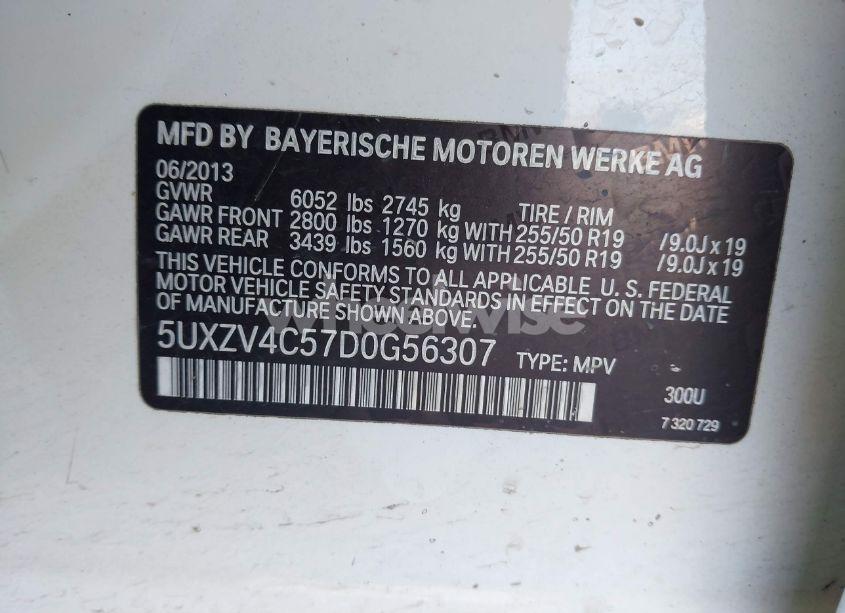 MFD BY BAYERISCHE MOTOREN WERKE AG
06/2013
GVWR 6052 lbs 2745 kg TIRE / RIM
GAWR FRONT 2800 lbs 1270 kg WITH 255/50 R19 /9.0J x 19
GAWR REAR 3439 lbs 1560 kg WITH 255/50 R19 /9.0J x 19
THIS VEHICLE CONFORMS TO ALL APPLICABLE U. S. FEDERAL
MOTOR VEHICLE SAFETY STANDARDS IN EFFECT ON THE DATE
OF MANUFACTURE SHOWN ABOVE.
5UXZV4C57D0G56307 TYPE: MPV
300U
7 320 729